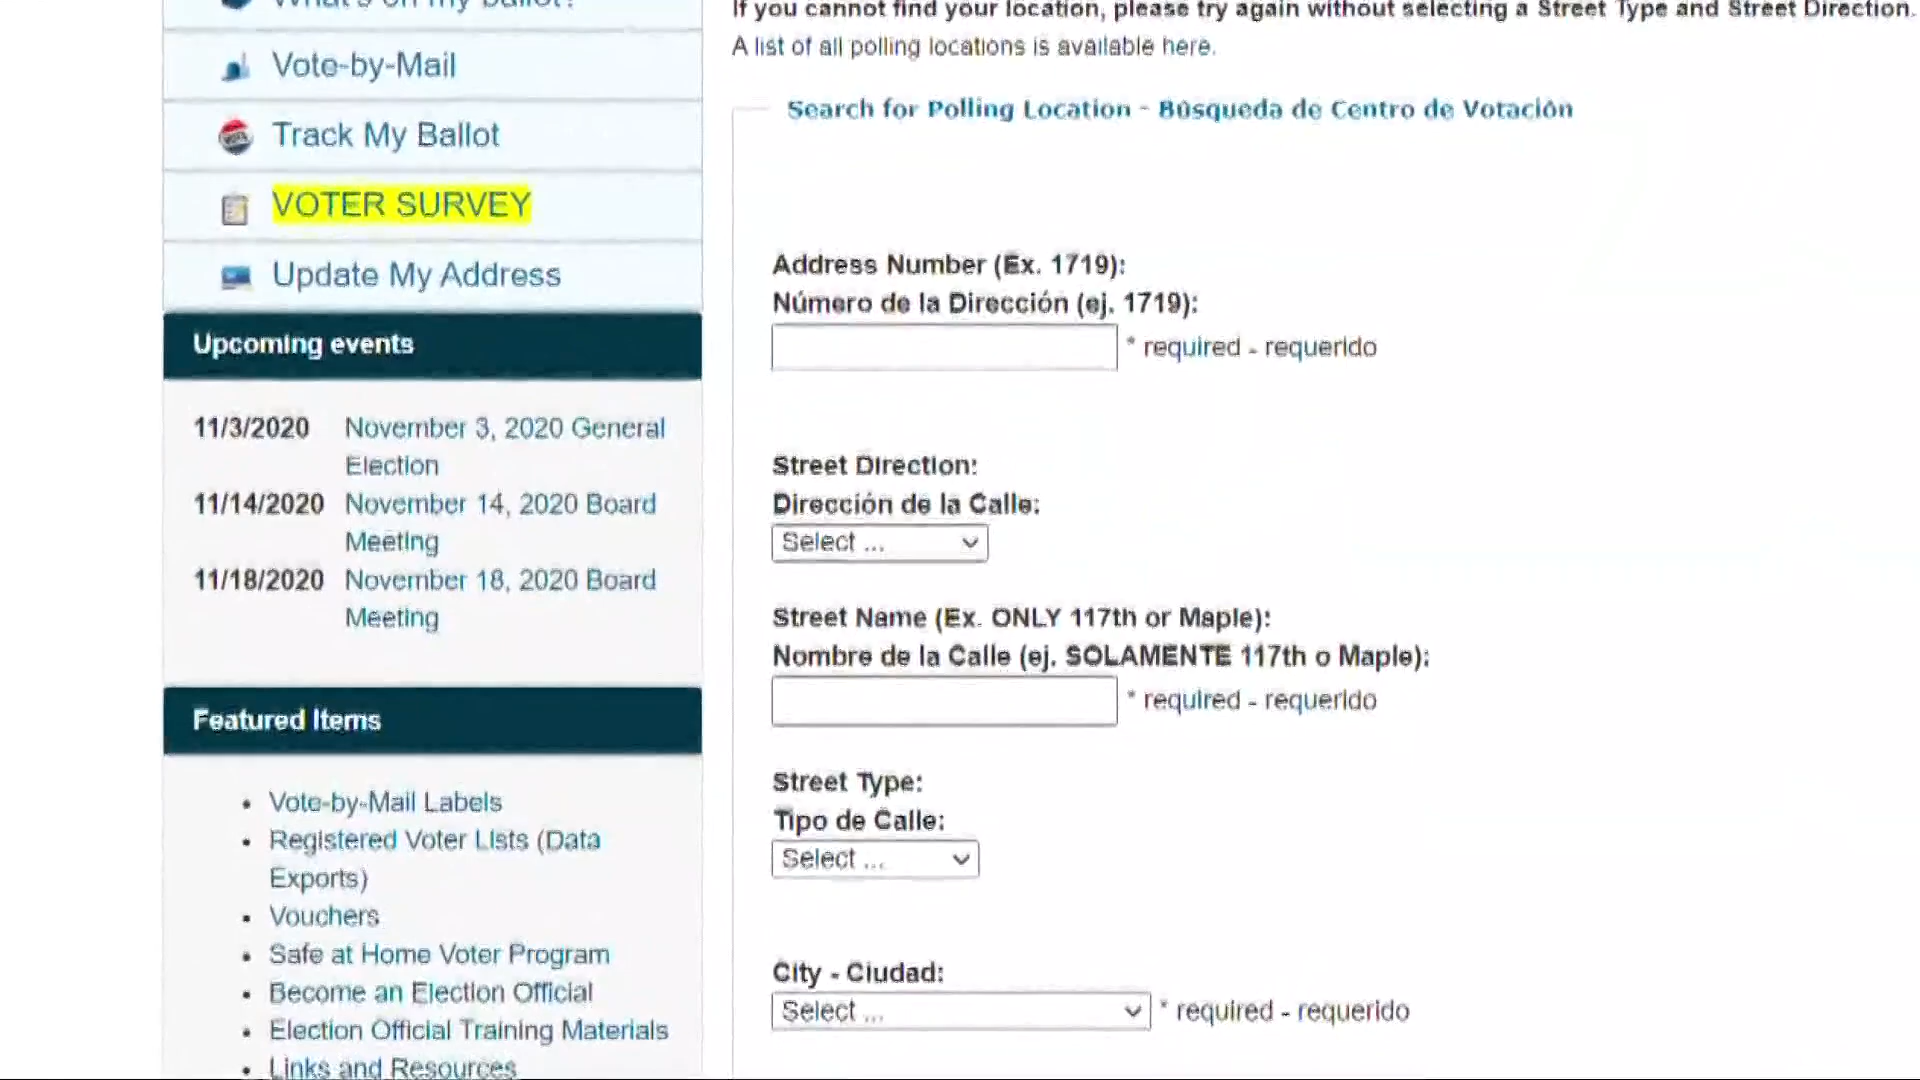 What's on my ballot?
Vote-by-Mail
Track My Ballot
VOTER SURVEY
Update My Address
Upcoming events
11/3/2020 November 3, 2020 General
Election
11/14/2020 November 14, 2020 Board
Meeting
11/18/2020 November 18, 2020 Board
Meeting
Featured Items
• Vote-by-Mail Labels
• Registered Voter Lists (Data
Exports)
• Vouchers
• Safe at Home Voter Program
• Become an Election Official
• Election Official Training Materials
• Links and Resources
If you cannot find your location, please try again without selecting a Street Type and Street Direction.
A list of all polling locations is available here.
Search for Polling Location - Búsqueda de Centro de Votación
Address Number (Ex. 1719):
Número de la Dirección (ej. 1719):
* required - requerido
Street Direction:
Dirección de la Calle:
Select ...
Street Name (Ex. ONLY 117th or Maple):
Nombre de la Calle (ej. SOLAMENTE 117th o Maple):
* required - requerido
Street Type:
Tipo de Calle:
Select ...
City - Ciudad:
Select ... * required - requerido